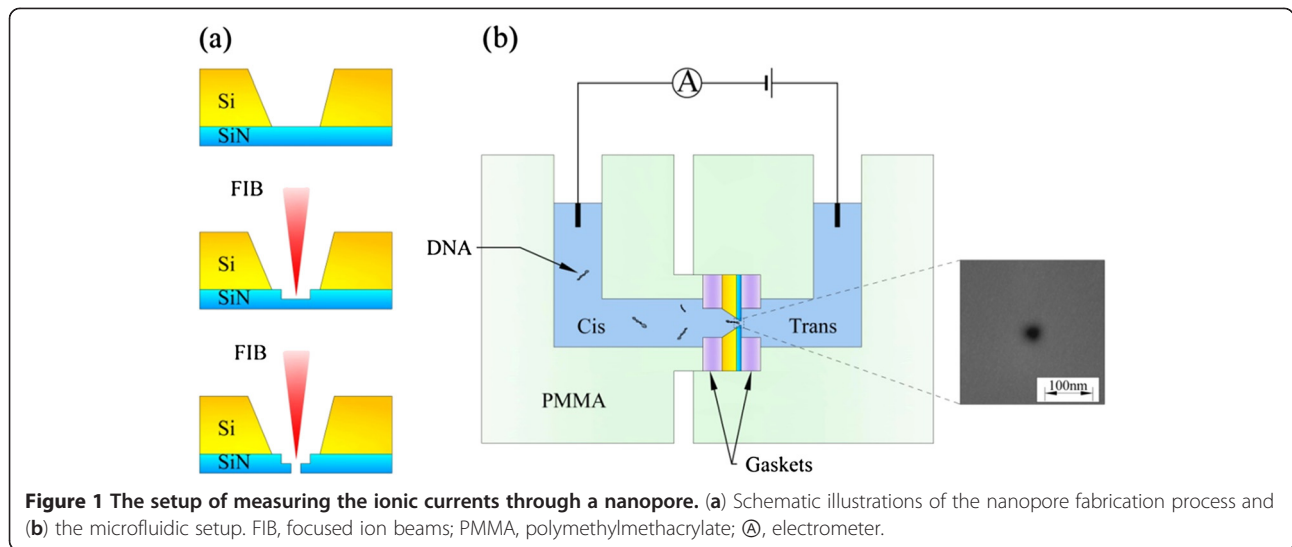 (a)
(b)
Si
SiN
FIB
Si
SiN
FIB
Si
SiN
A
DNA
Cis
Trans
PMMA
Gaskets
100nm
Figure 1 The setup of measuring the ionic currents through a nanopore. (a) Schematic illustrations of the nanopore fabrication process and
(b) the microfluidic setup. FIB, focused ion beams; PMMA, polymethylmethacrylate; Ⓐ, electrometer.